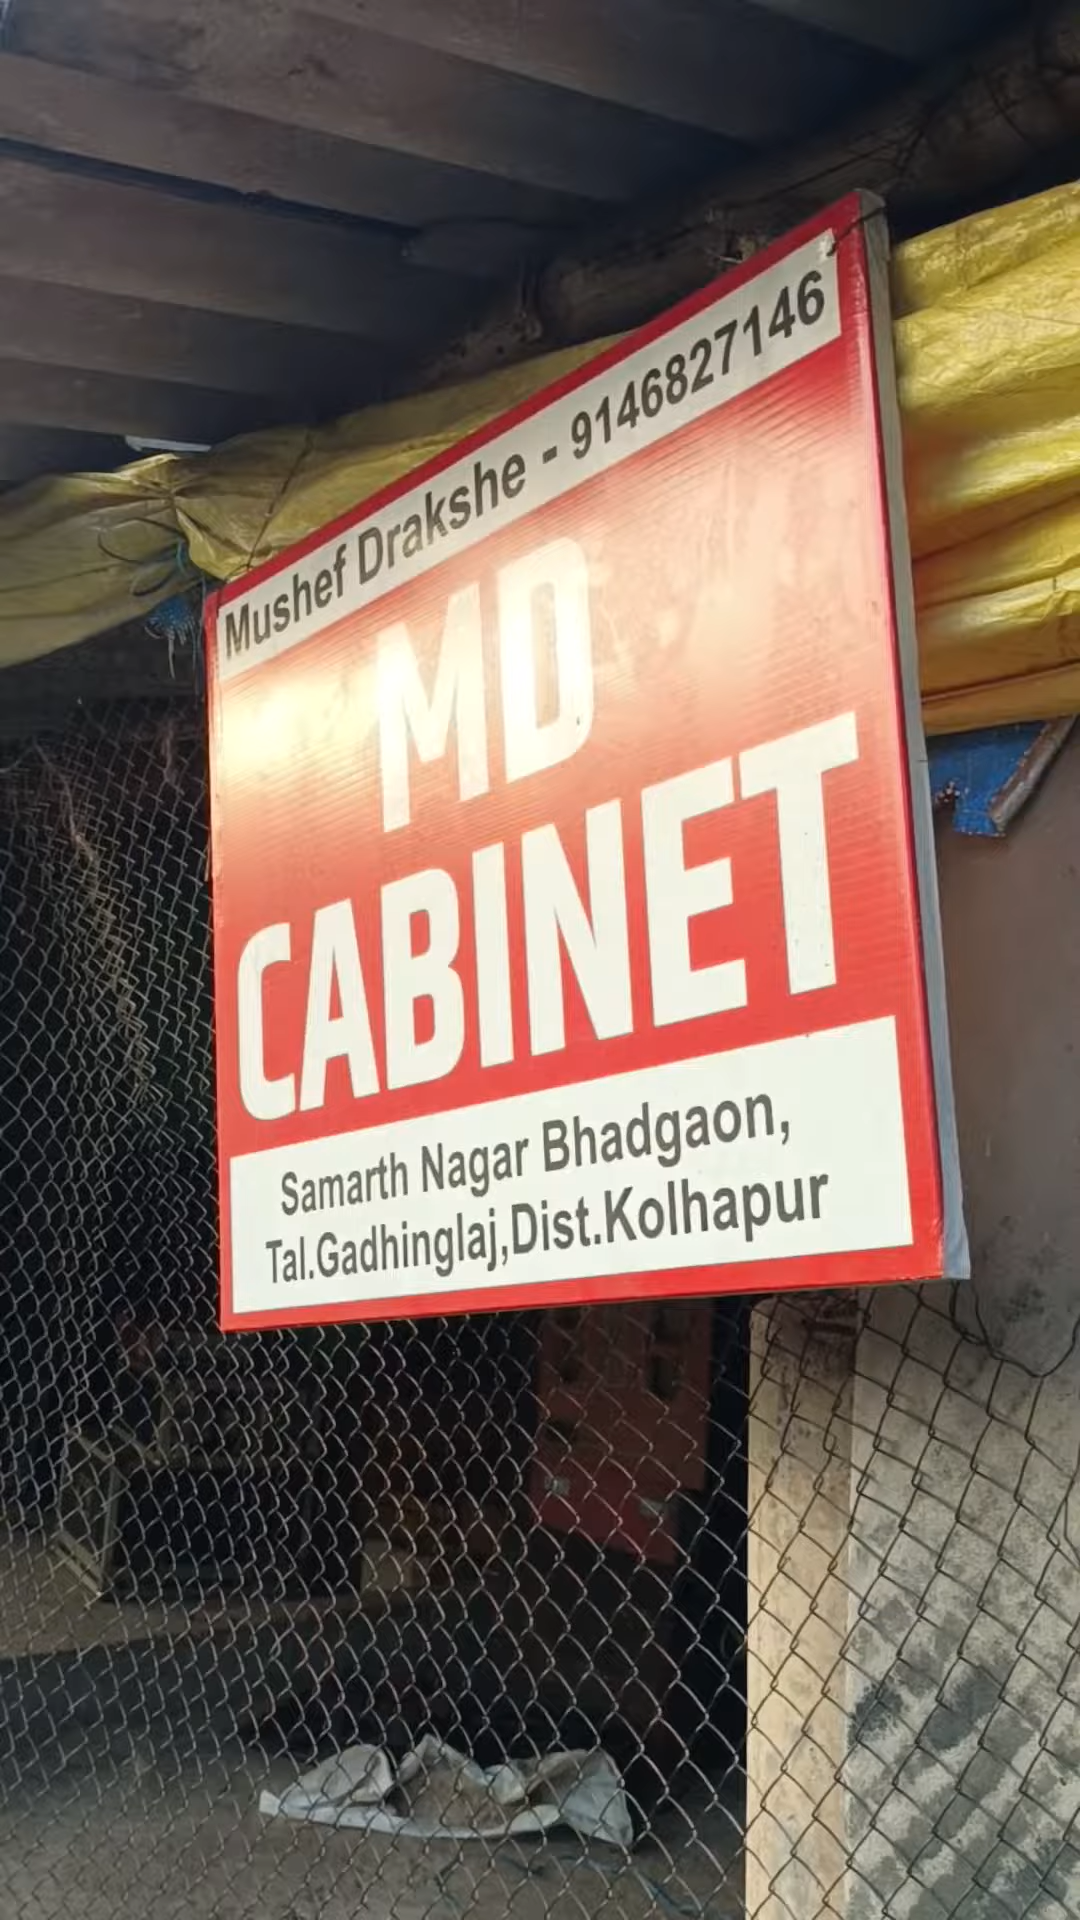 Mushef Drakshe - 9146827146
MD
CABINET
Samarth Nagar Bhadgaon,
Tal.Gadhinglaj,Dist.Kolhapur